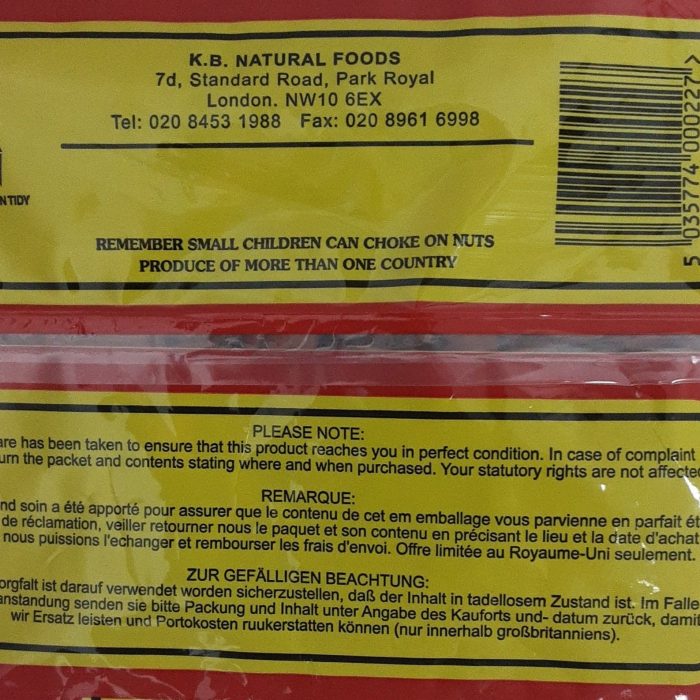 K.B. NATURAL FOODS
7d, Standard Road, Park Royal
London. NW10 6EX
Tel: 020 8453 1988 Fax: 020 8961 6998
TIDY
REMEMBER SMALL CHILDREN CAN CHOKE ON NUTS
PRODUCE OF MORE THAN ONE COUNTRY
5 035774 000227 >
PLEASE NOTE:
are has been taken to ensure that this product reaches you in perfect condition. In case of complaint
urn the packet and contents stating where and when purchased. Your statutory rights are not affected
REMARQUE:
nd soin a été apporté pour assurer que le contenu de cet em emballage vous parvienne en parfait ét
de réclamation, veiller retourner nous le paquet et son contenu en précisant le lieu et la date d'achat
nous puissions l'echanger et rembourser les frais d'envoi. Offre limitée au Royaume-Uni seulement.
ZUR GEFÄLLIGEN BEACHTUNG:
orgfalt ist darauf verwendet worden sicherzustellen, daß der Inhalt in tadellosem Zustand ist. Im Falle
anstandung senden sie bitte Packung und Inhalt unter Angabe des Kauforts und- datum zurück, damit
wir Ersatz leisten und Portokosten ruukerstatten können (nur innerhalb großbritanniens).